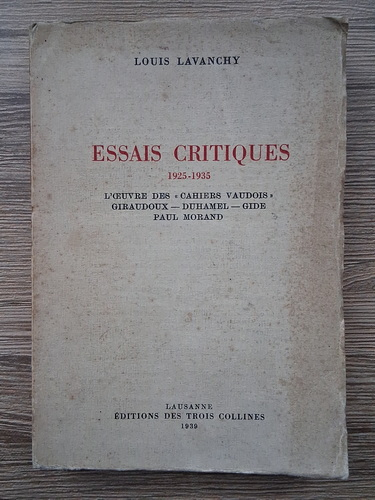 LOUIS LAVANCHY
ESSAIS CRITIQUES
1925-1935
L'ŒUVRE DES « CAHIERS VAUDOIS »
GIRAUDOUX — DUHAMEL — GIDE
PAUL MORAND
LAUSANNE
ÉDITIONS DES TROIS COLLINES
1939